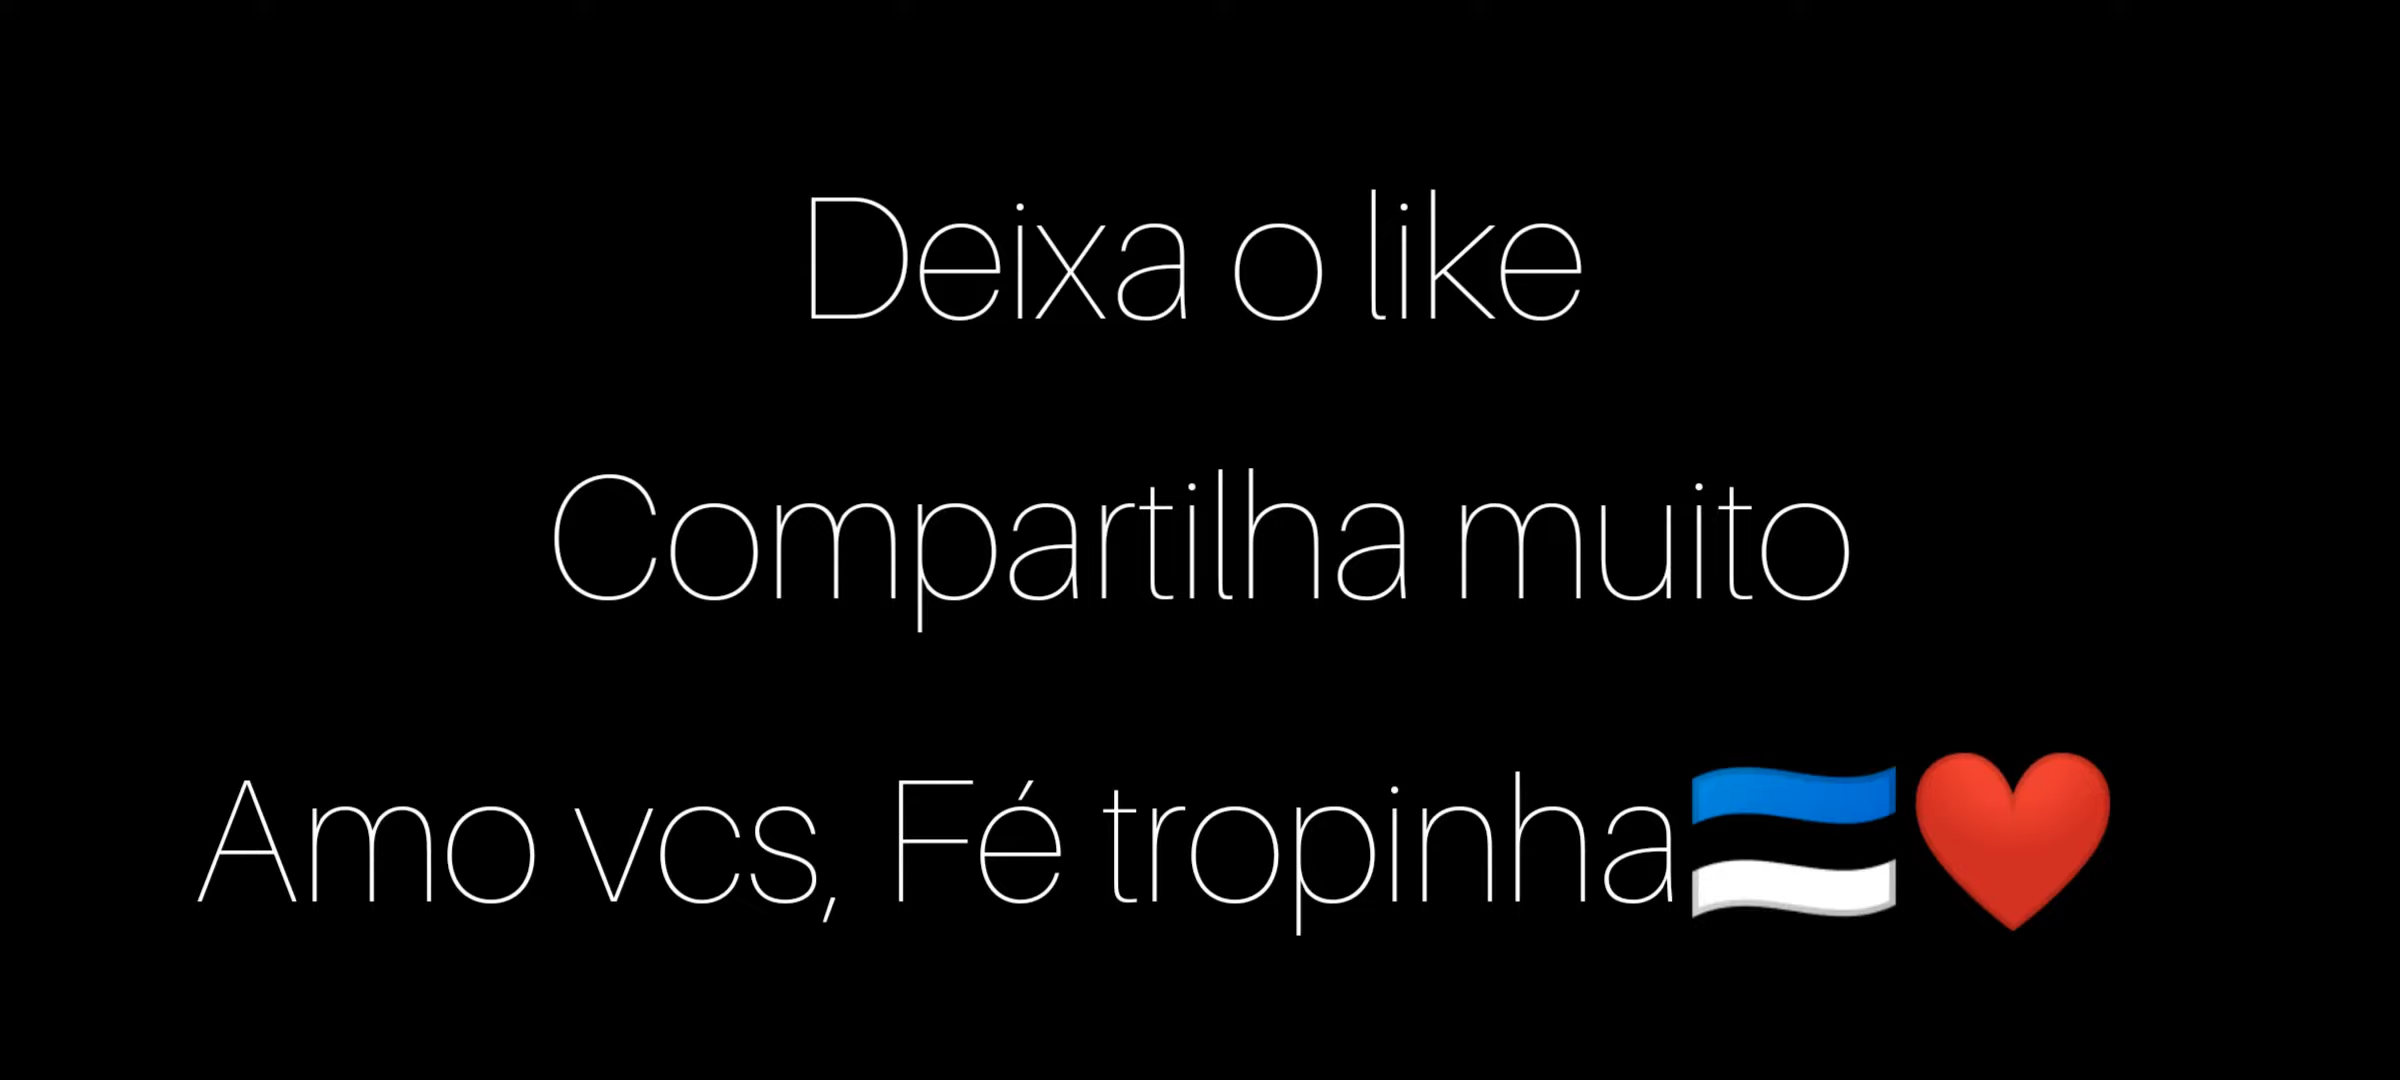 Deixa o like
Compartilha muito
Amo vcs, Fé tropinha🇪🇪❤️